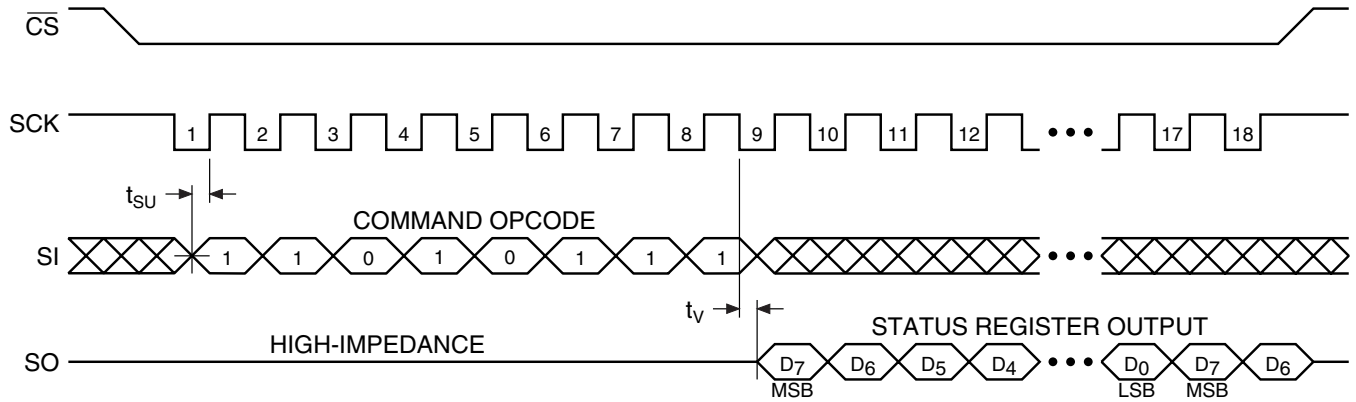 CS
SCK 1 2 3 4 5 6 7 8 9 10 11 12 ••• 17 18
tSU
COMMAND OPCODE
SI 1 1 0 1 0 1 1 1 •••
tV
HIGH-IMPEDANCE STATUS REGISTER OUTPUT
SO D7 D6 D5 D4 ••• D0 D7 D6
MSB LSB MSB